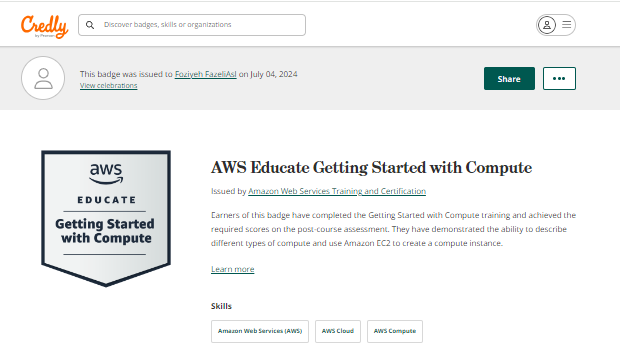 Credly
by Pearson
Discover badges, skills or organizations
This badge was issued to Foziyeh FazeliAsl on July 04, 2024
View celebrations
Share
aws
EDUCATE
Getting Started
with Compute
AWS Educate Getting Started with Compute
Issued by Amazon Web Services Training and Certification
Earners of this badge have completed the Getting Started with Compute training and achieved the
required scores on the post-course assessment. They have demonstrated the ability to describe
different types of compute and use Amazon EC2 to create a compute instance.
Learn more
Skills
Amazon Web Services (AWS)
AWS Cloud
AWS Compute